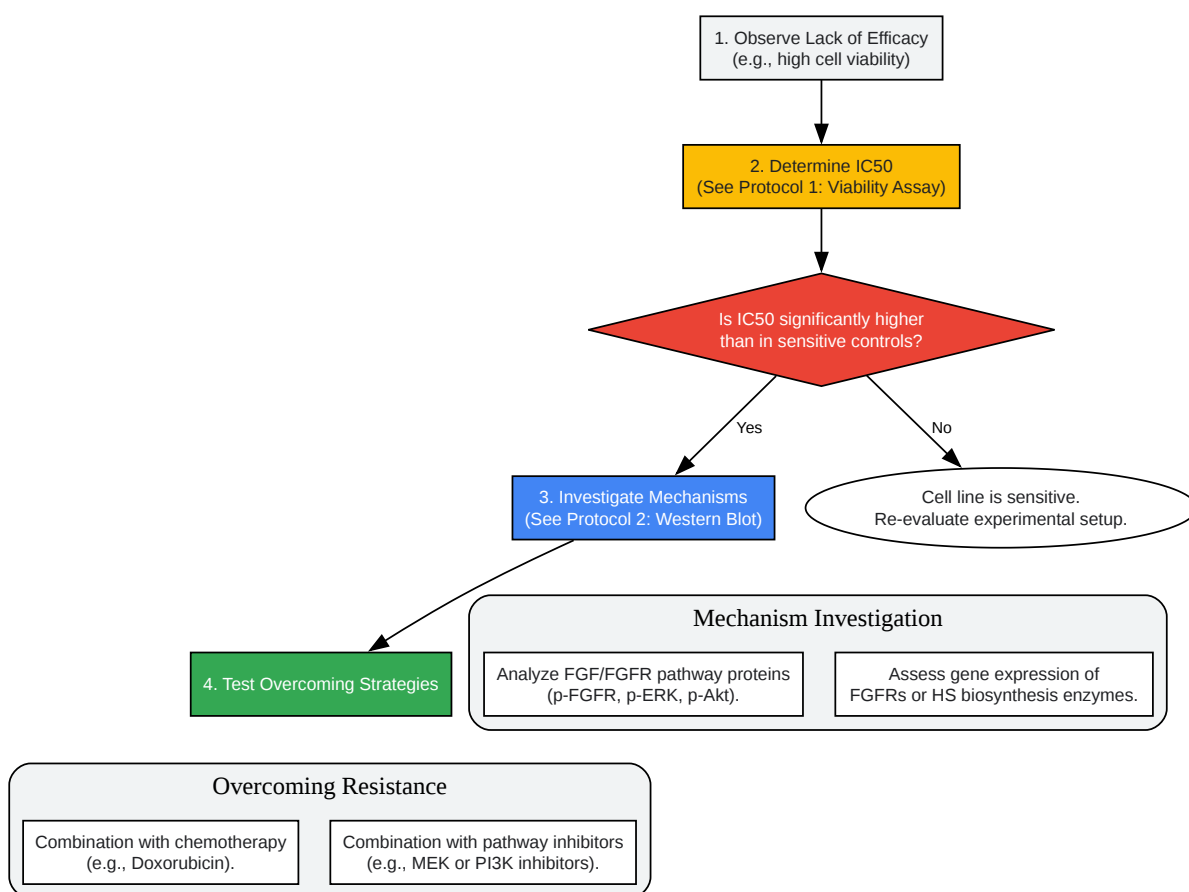 1. Observe Lack of Efficacy
(e.g., high cell viability)
2. Determine IC50
(See Protocol 1: Viability Assay)
Is IC50 significantly higher
than in sensitive controls?
Yes
No
3. Investigate Mechanisms
(See Protocol 2: Western Blot)
Cell line is sensitive.
Re-evaluate experimental setup.
4. Test Overcoming Strategies
Mechanism Investigation
Analyze FGF/FGFR pathway proteins
(p-FGFR, p-ERK, p-Akt).
Assess gene expression of
FGFRs or HS biosynthesis enzymes.
Overcoming Resistance
Combination with chemotherapy
(e.g., Doxorubicin).
Combination with pathway inhibitors
(e.g., MEK or PI3K inhibitors).